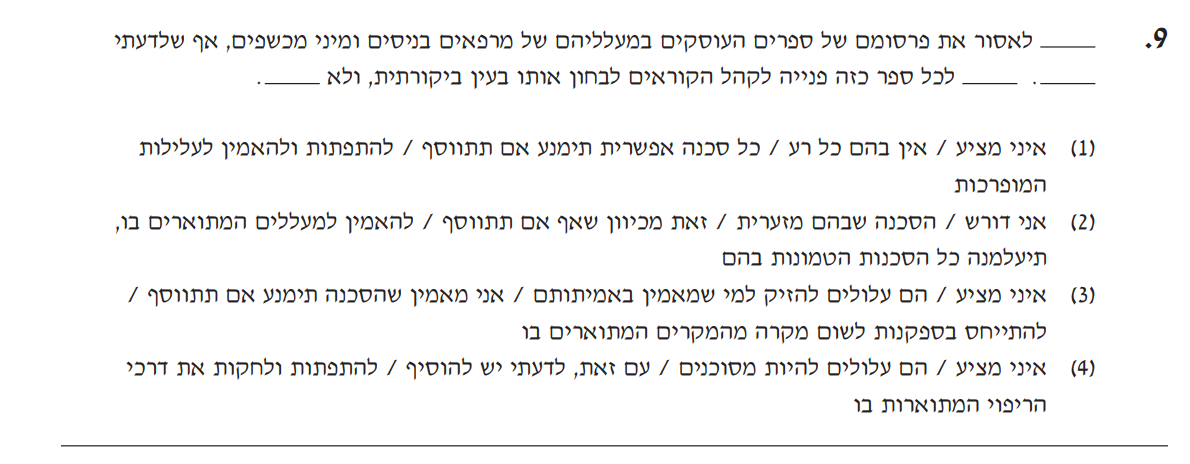 9. _____ לאסור את פרסומם של ספרים העוסקים במעלליהם של מרפאים בניסים ומיני מכשפים, אף שלדעתי
_____. _____ לכל ספר כזה פנייה לקהל הקוראים לבחון אותו בעין ביקורתית, ולא _____.
(1) איני מציע / אין בהם כל רע / כל סכנה אפשרית תימנע אם תתווסף / להתפתות ולהאמין לעלילות
המופרכות
(2) אני דורש / הסכנה שבהם מזערית / זאת מכיוון שאף אם תתווסף / להאמין למעללים המתוארים בו,
תיעלמנה כל הסכנות הטמונות בהם
(3) איני מציע / הם עלולים להזיק למי שמאמין באמיתותם / אני מאמין שהסכנה תימנע אם תתווסף /
להתייחס בספקנות לשום מקרה מהמקרים המתוארים בו
(4) איני מציע / הם עלולים להיות מסוכנים / עם זאת, לדעתי יש להוסיף / להתפתות ולחקות את דרכי
הריפוי המתוארות בו